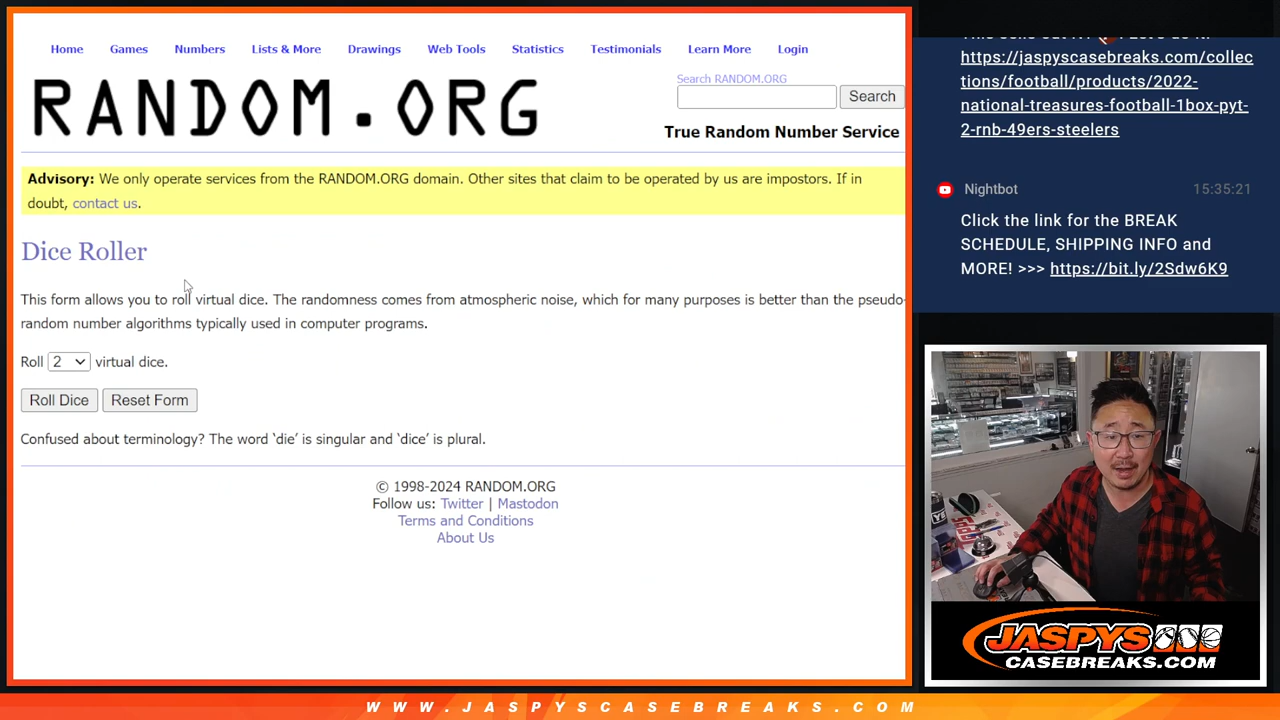 Home Games Numbers Lists & More Drawings Web Tools Statistics Testimonials Learn More Login
RANDOM.ORG
Search RANDOM.ORG
Search
True Random Number Service
Advisory: We only operate services from the RANDOM.ORG domain. Other sites that claim to be operated by us are impostors. If in
doubt, contact us.
Dice Roller
This form allows you to roll virtual dice. The randomness comes from atmospheric noise, which for many purposes is better than the pseudo-
random number algorithms typically used in computer programs.
Roll 2 virtual dice.
Roll Dice Reset Form
Confused about terminology? The word ‘die’ is singular and ‘dice’ is plural.
© 1998-2024 RANDOM.ORG
Follow us: Twitter | Mastodon
Terms and Conditions
About Us
https://jaspyscasebreaks.com/collec
tions/football/products/2022-
national-treasures-football-1box-pyt-
2-rnb-49ers-steelers
Nightbot 15:35:21
Click the link for the BREAK
SCHEDULE, SHIPPING INFO and
MORE! >>> https://bit.ly/2Sdw6K9
JASPYS
CASEBREAKS.COM
WWW.JASPYSCASEBREAKS.COM